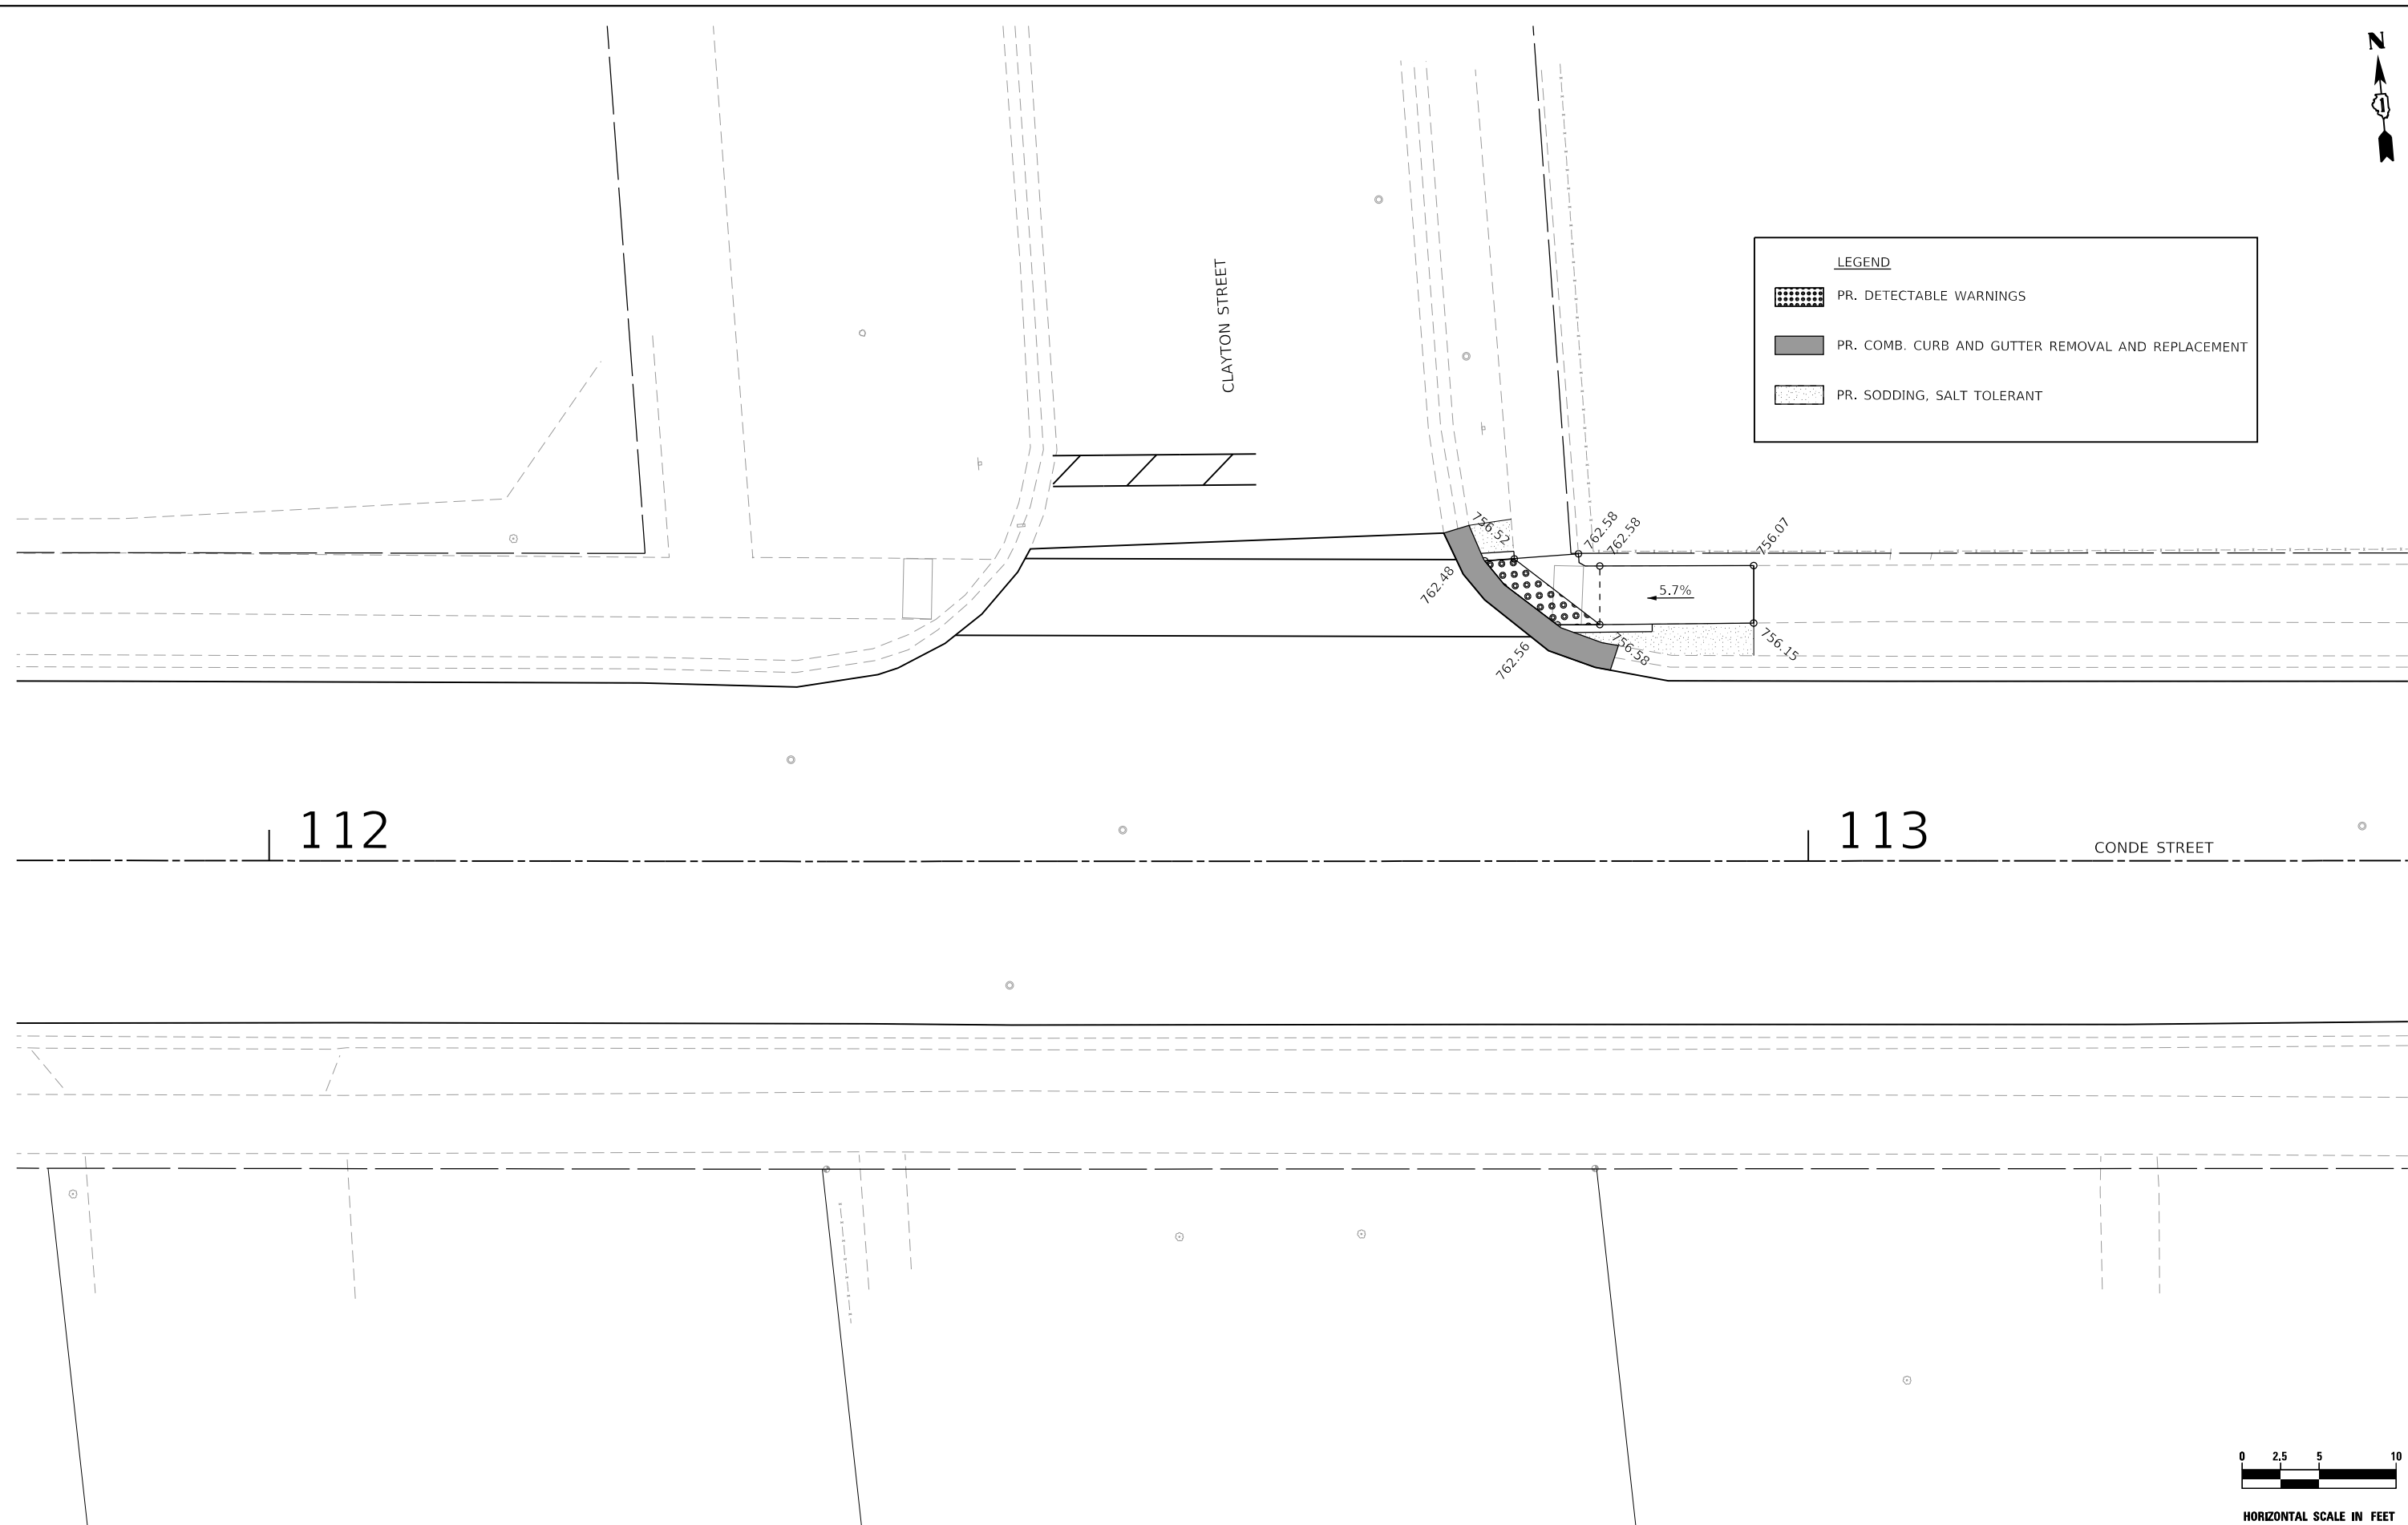 N
1
CLAYTON STREET
LEGEND
PR. DETECTABLE WARNINGS
PR. COMB. CURB AND GUTTER REMOVAL AND REPLACEMENT
PR. SODDING, SALT TOLERANT
756.52
762.58
762.58
756.07
762.48
5.7%
762.56
756.58
756.15
112
113
CONDE STREET
0 2.5 5 10
HORIZONTAL SCALE IN FEET